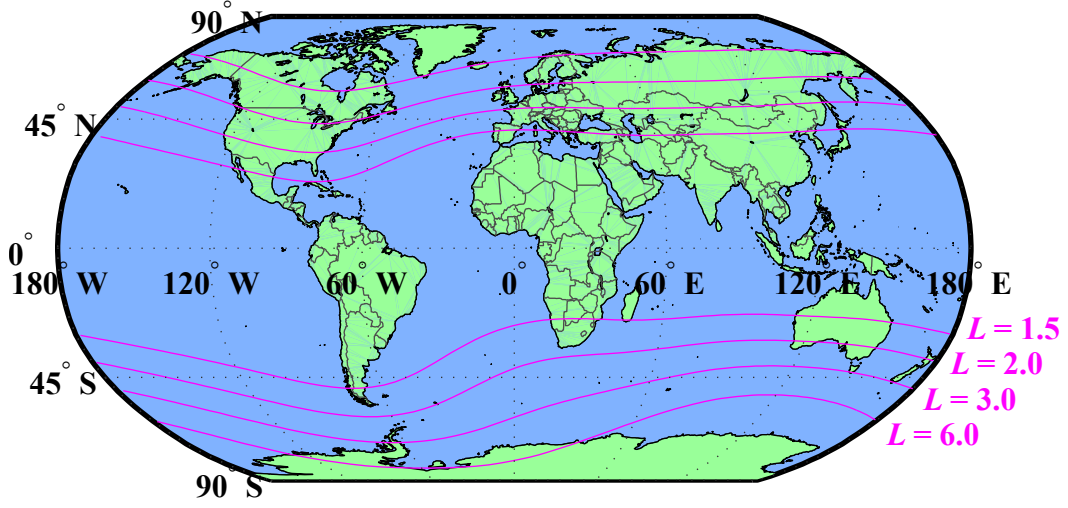 90° N
45° N
0°
180° W 120° W 60° W 0° 60° E 120° E 180° E
L = 1.5
L = 2.0
45° S
L = 3.0
L = 6.0
90° S